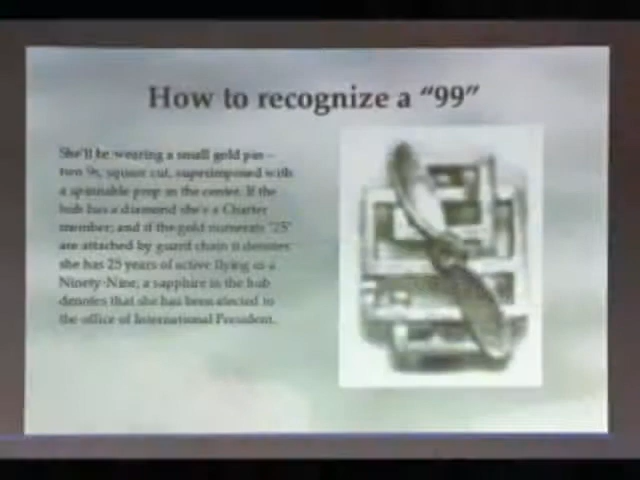 How to recognize a “99”
She'll be wearing a small gold pin –
two 9s, square cut, superimposed with
a spinnable prop in the center. If the
hub has a diamond she's a Charter
member; and if the gold numerals "25"
are attached by guard chain it denotes
she has 25 years of active flying as a
Ninety-Nine, a sapphire in the hub
denotes that she has been elected to
the office of International President.